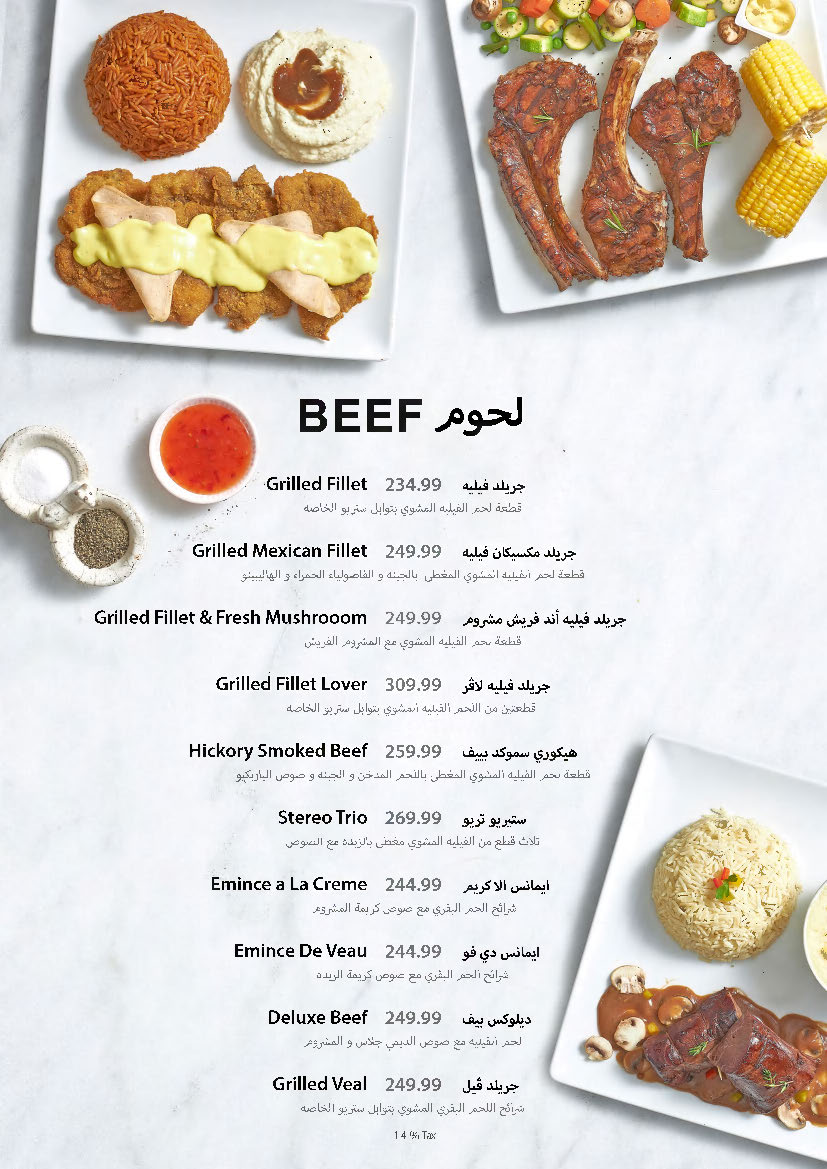 BEEF لحوم
Grilled Fillet 234.99 جريلد فيليه
قطعة لحم الفيليه المشوي بتوابل ستريو الخاصه
Grilled Mexican Fillet 249.99 جريلد مكسيكان فيليه
قطعة لحم الفيليه المشوي المغطى بالجبنه و الفاصولياء الحمراء و الهاليبينو
Grilled Fillet & Fresh Mushrooom 249.99 جريلد فيليه أند فريش مشروم
قطعة لحم الفيليه المشوي مع المشروم الفريش
Grilled Fillet Lover 309.99 جريلد فيليه لاڤر
قطعتين من اللحم الفيليه المشوي بتوابل ستريو الخاصه
Hickory Smoked Beef 259.99 هيكوري سموكد بييف
قطعة لحم الفيليه المشوي المغطى باللحم المدخن و الجبنه و صوص الباربكيو
Stereo Trio 269.99 ستيريو تريو
ثلاث قطع من الفيليه المشوي مغطى بالزبده مع الصوص
Emince a La Creme 244.99 ايمانس الا كريم
شرائح الحم البقري مع صوص كريمة المشروم
Emince De Veau 244.99 ايمانس دي فو
شرائح الحم البقري مع صوص كريمة الزبده
Deluxe Beef 249.99 ديلوكس بيف
لحم الفيليه مع صوص الديمي جلاس و المشروم
Grilled Veal 249.99 جريلد ڤيل
شرائح اللحم البقري المشوي بتوابل ستريو الخاصه
14 % Tax